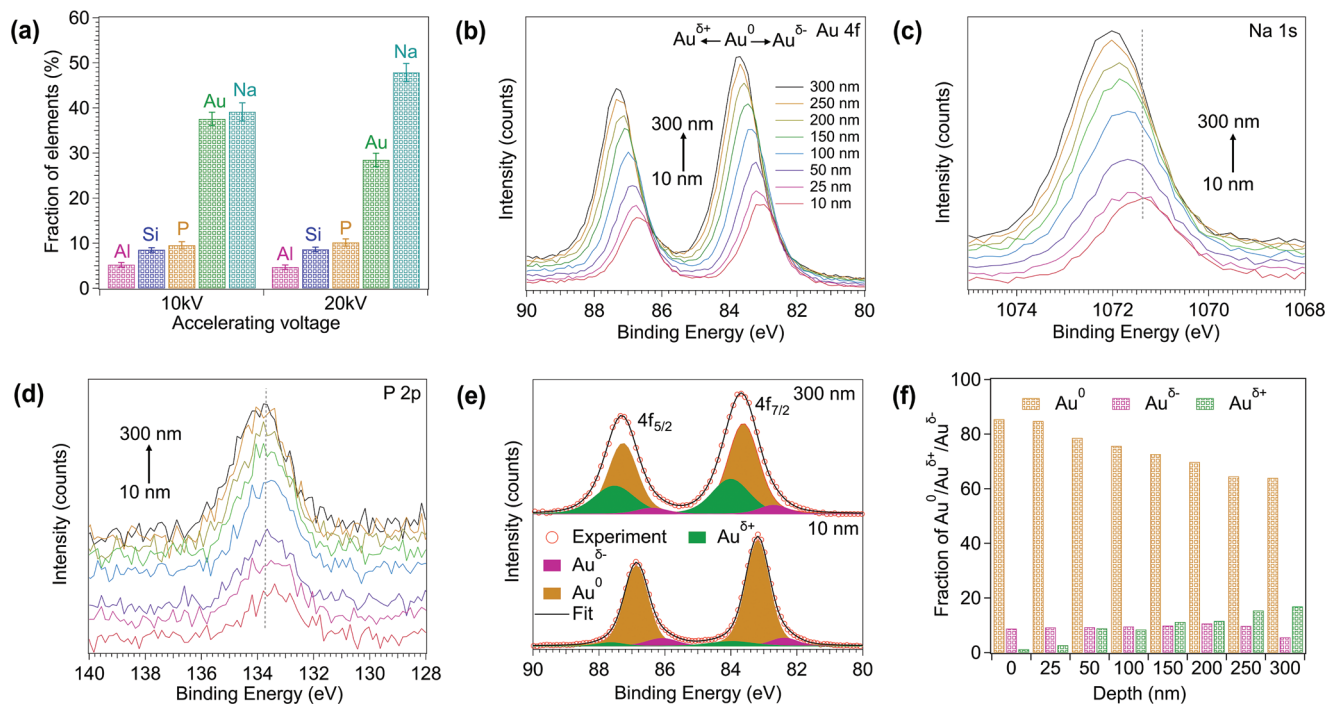 (a)
60
50
40
30
20
10
0
Fraction of elements (%)
Al
Si
P
Au
Na
Al
Si
P
Au
Na
10kV
20kV
Accelerating voltage
(b)
Au^δ+ ← Au^0 → Au^δ-
Au 4f
300 nm
10 nm
300 nm
250 nm
200 nm
150 nm
100 nm
50 nm
25 nm
10 nm
Intensity (counts)
90 88 86 84 82 80
Binding Energy (eV)
(c)
Na 1s
300 nm
10 nm
Intensity (counts)
1074 1072 1070 1068
Binding Energy (eV)
(d)
P 2p
300 nm
10 nm
Intensity (counts)
140 138 136 134 132 130 128
Binding Energy (eV)
(e)
300 nm
4f5/2
4f7/2
10 nm
Experiment
Au^δ+
Au^δ-
Au^0
Fit
Intensity (counts)
90 88 86 84 82 80
Binding Energy (eV)
(f)
100
80
60
40
20
0
Fraction of Au^0/Au^δ+/Au^δ-
Au^0
Au^δ-
Au^δ+
0 25 50 100 150 200 250 300
Depth (nm)